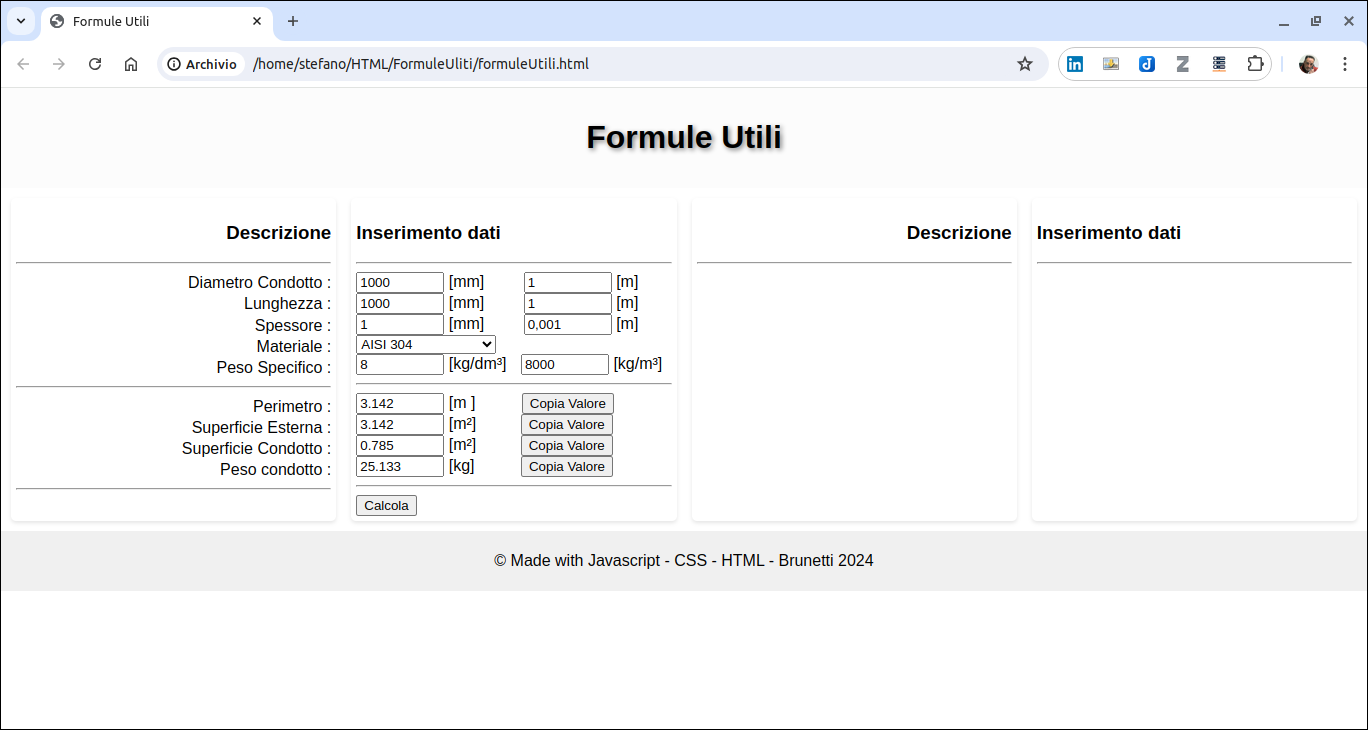 Formule Utili
Archivio /home/stefano/HTML/FormuleUliti/formuleUtili.html
Formule Utili
Descrizione Inserimento dati Descrizione Inserimento dati
Diametro Condotto : 1000 [mm] 1 [m]
Lunghezza : 1000 [mm] 1 [m]
Spessore : 1 [mm] 0,001 [m]
Materiale : AISI 304
Peso Specifico : 8 [kg/dm³] 8000 [kg/m³]
Perimetro : 3.142 [m ] Copia Valore
Superficie Esterna : 3.142 [m²] Copia Valore
Superficie Condotto : 0.785 [m²] Copia Valore
Peso condotto : 25.133 [kg] Copia Valore
Calcola
© Made with Javascript - CSS - HTML - Brunetti 2024